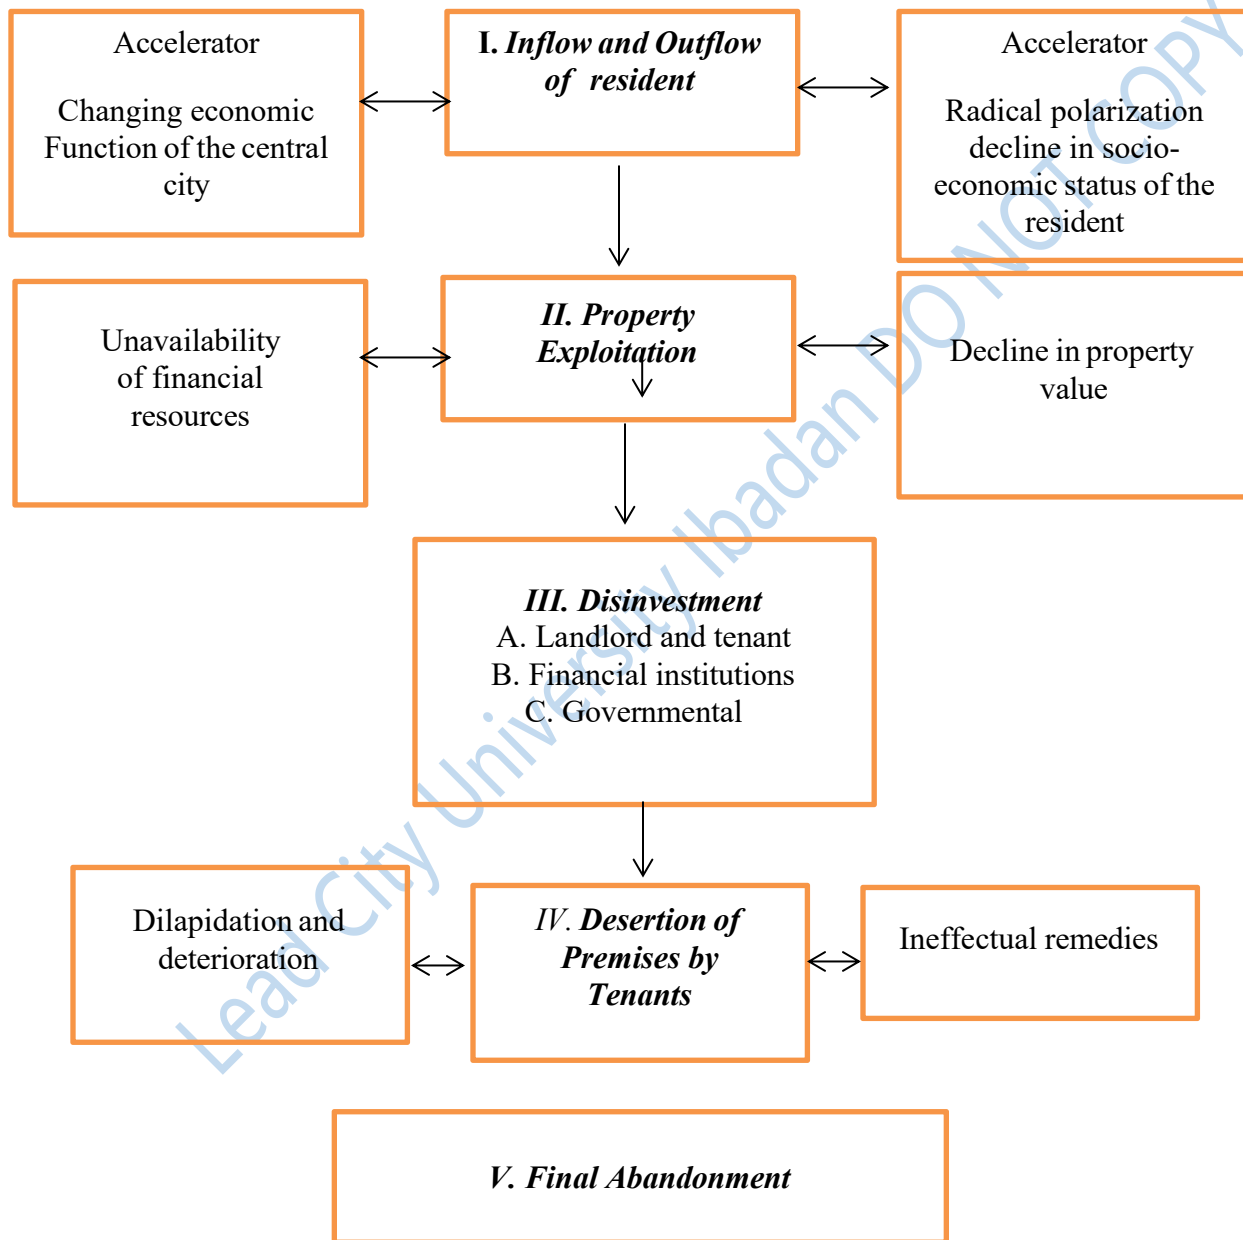 Accelerator
Changing economic
Function of the central
city
I. Inflow and Outflow
of resident
Accelerator
Radical polarization
decline in socio-
economic status of the
resident
Unavailability
of financial
resources
II. Property
Exploitation
Decline in property
value
III. Disinvestment
A. Landlord and tenant
B. Financial institutions
C. Governmental
Dilapidation and
deterioration
IV. Desertion of
Premises by
Tenants
Ineffectual remedies
V. Final Abandonment
Lead City University Ibadan DO NOT COPY